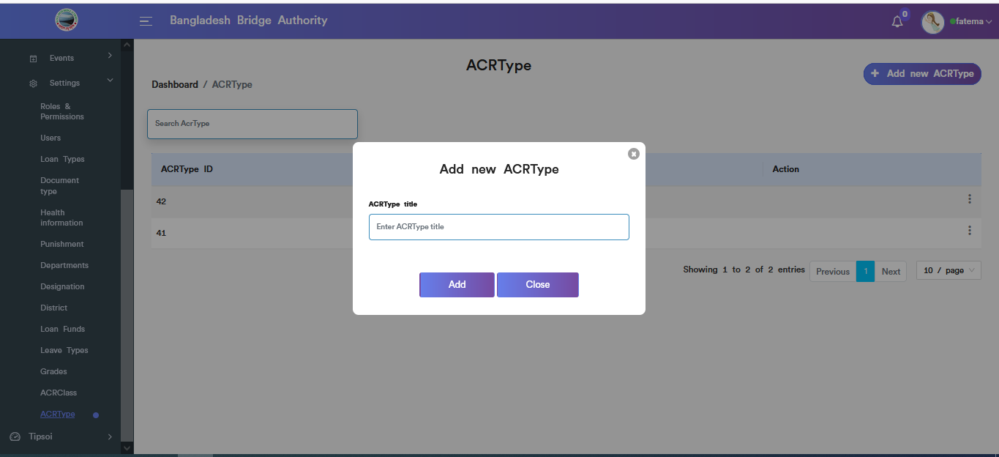 Bangladesh Bridge Authority
0
fatema
Events
Settings
Roles &
Permissions
Users
Loan Types
Document
type
Health
information
Punishment
Departments
Designation
District
Loan Funds
Leave Types
Grades
ACRClass
ACRType
Tipsoi
ACRType
Dashboard / ACRType
+ Add new ACRType
Search AcrType
ACRType ID
Action
42
41
Showing 1 to 2 of 2 entries
Previous
1
Next
10 / page
Add new ACRType
ACRType title
Enter ACRType title
Add
Close